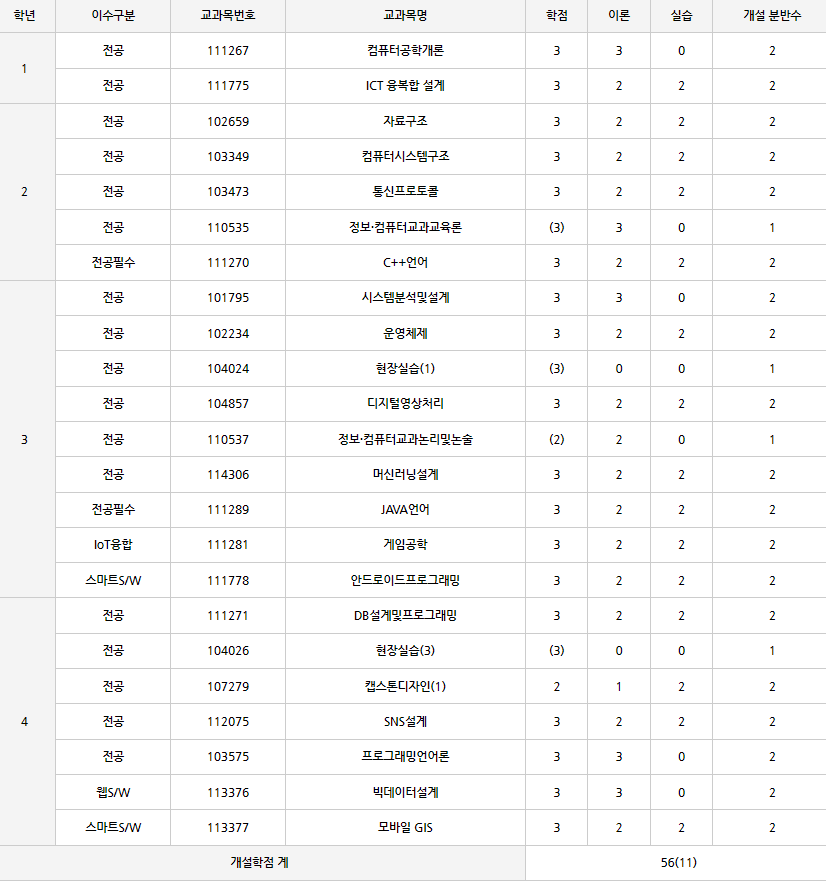 학년 이수구분 교과목번호 교과목명 학점 이론 실습 개설 분반수
1 전공 111267 컴퓨터공학개론 3 3 0 2
전공 111775 ICT 융복합 설계 3 2 2 2
2 전공 102659 자료구조 3 2 2 2
전공 103349 컴퓨터시스템구조 3 2 2 2
전공 103473 통신프로토콜 3 2 2 2
전공 110535 정보·컴퓨터교과교육론 (3) 3 0 1
전공필수 111270 C++언어 3 2 2 2
3 전공 101795 시스템분석및설계 3 3 0 2
전공 102234 운영체제 3 2 2 2
전공 104024 현장실습(1) (3) 0 0 1
전공 104857 디지털영상처리 3 2 2 2
전공 110537 정보·컴퓨터교과논리및논술 (2) 2 0 1
전공 114306 머신러닝설계 3 2 2 2
전공필수 111289 JAVA언어 3 2 2 2
IoT융합 111281 게임공학 3 2 2 2
스마트S/W 111778 안드로이드프로그래밍 3 2 2 2
4 전공 111271 DB설계및프로그래밍 3 2 2 2
전공 104026 현장실습(3) (3) 0 0 1
전공 107279 캡스톤디자인(1) 2 1 2 2
전공 112075 SNS설계 3 2 2 2
전공 103575 프로그래밍언어론 3 3 0 2
웹S/W 113376 빅데이터설계 3 3 0 2
스마트S/W 113377 모바일 GIS 3 2 2 2
개설학점 계 56(11)